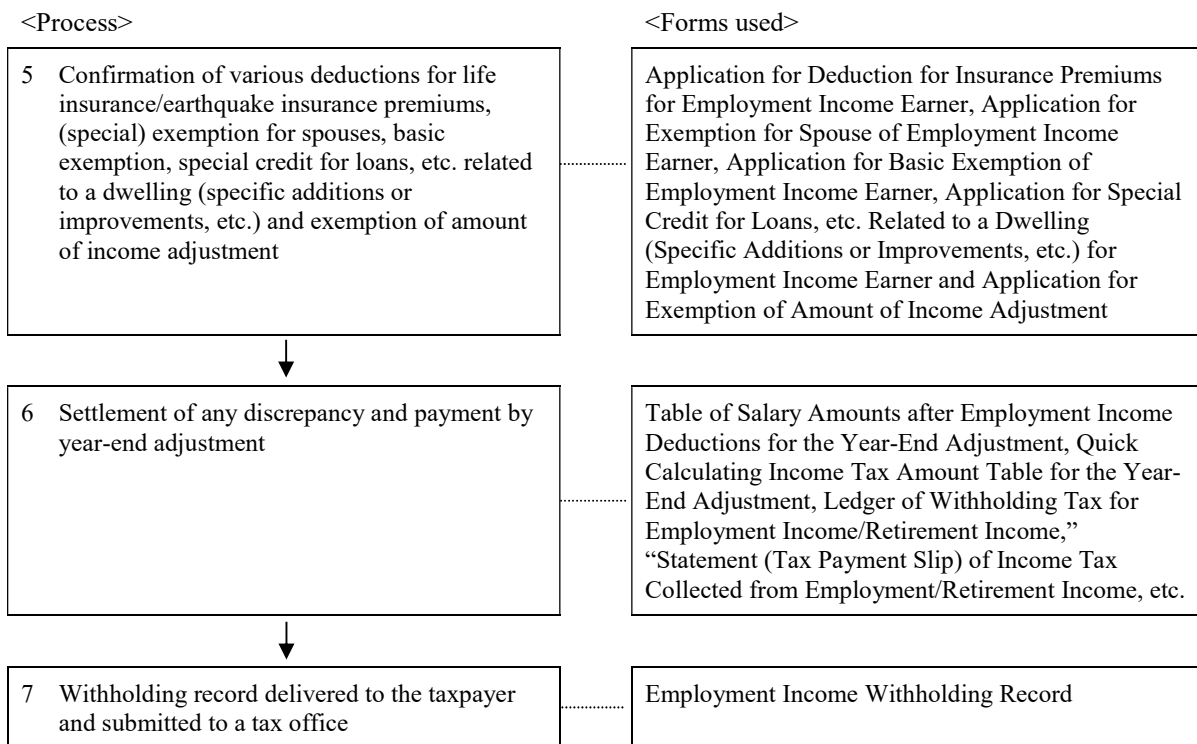 <Process>
<Forms used>
5 Confirmation of various deductions for life
insurance/earthquake insurance premiums,
(special) exemption for spouses, basic
exemption, special credit for loans, etc. related
to a dwelling (specific additions or
improvements, etc.) and exemption of amount
of income adjustment
Application for Deduction for Insurance Premiums
for Employment Income Earner, Application for
Exemption for Spouse of Employment Income
Earner, Application for Basic Exemption of
Employment Income Earner, Application for Special
Credit for Loans, etc. Related to a Dwelling
(Specific Additions or Improvements, etc.) for
Employment Income Earner and Application for
Exemption of Amount of Income Adjustment
6 Settlement of any discrepancy and payment by
year-end adjustment
Table of Salary Amounts after Employment Income
Deductions for the Year-End Adjustment, Quick
Calculating Income Tax Amount Table for the Year-
End Adjustment, Ledger of Withholding Tax for
Employment Income/Retirement Income,”
“Statement (Tax Payment Slip) of Income Tax
Collected from Employment/Retirement Income, etc.
7 Withholding record delivered to the taxpayer
and submitted to a tax office
Employment Income Withholding Record